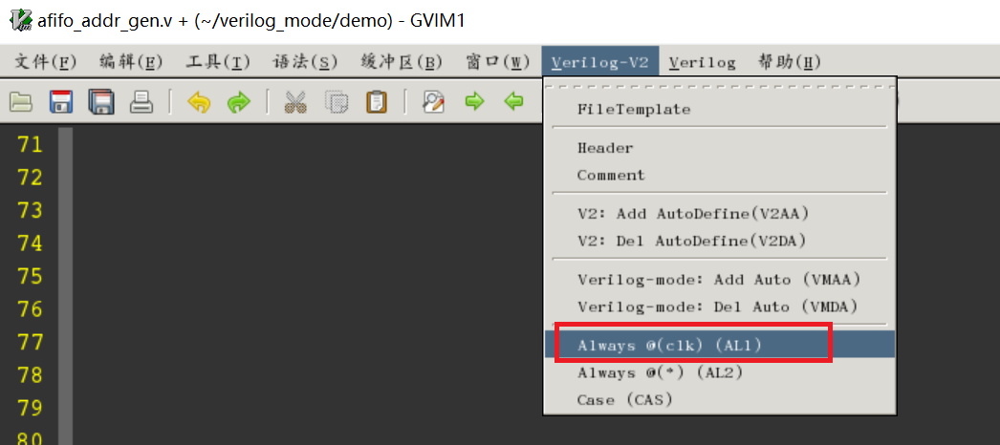 afifo_addr_gen.v + (~/verilog_mode/demo) - GVIM1
文件(F) 编辑(E) 工具(T) 语法(S) 缓冲区(B) 窗口(W) Verilog-V2 Verilog 帮助(H)
FileTemplate
Header
Comment
V2: Add AutoDefine(V2AA)
V2: Del AutoDefine(V2DA)
Verilog-mode: Add Auto (VMAA)
Verilog-mode: Del Auto (VMDA)
Always @(clk) (AL1)
Always @(*) (AL2)
Case (CAS)
71
72
73
74
75
76
77
78
79
80